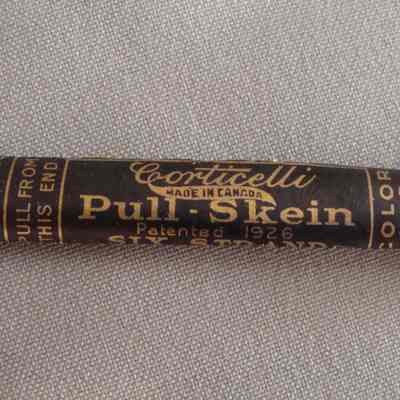 PULL FROM
THIS END
Corticelli
MADE IN CANADA
Pull-Skein
Patented 1926
SIX STRAND
COLOR